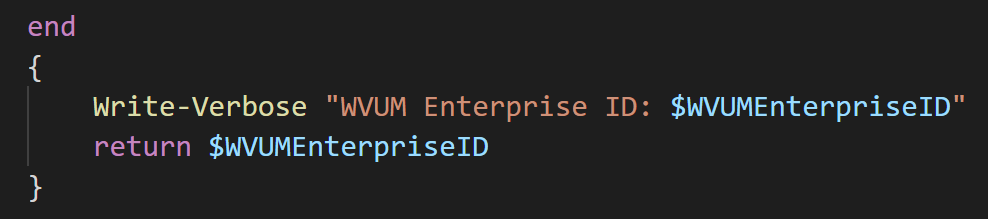 end
{
Write-Verbose "WVUM Enterprise ID: $WVUMEnterpriseID"
return $WVUMEnterpriseID
}